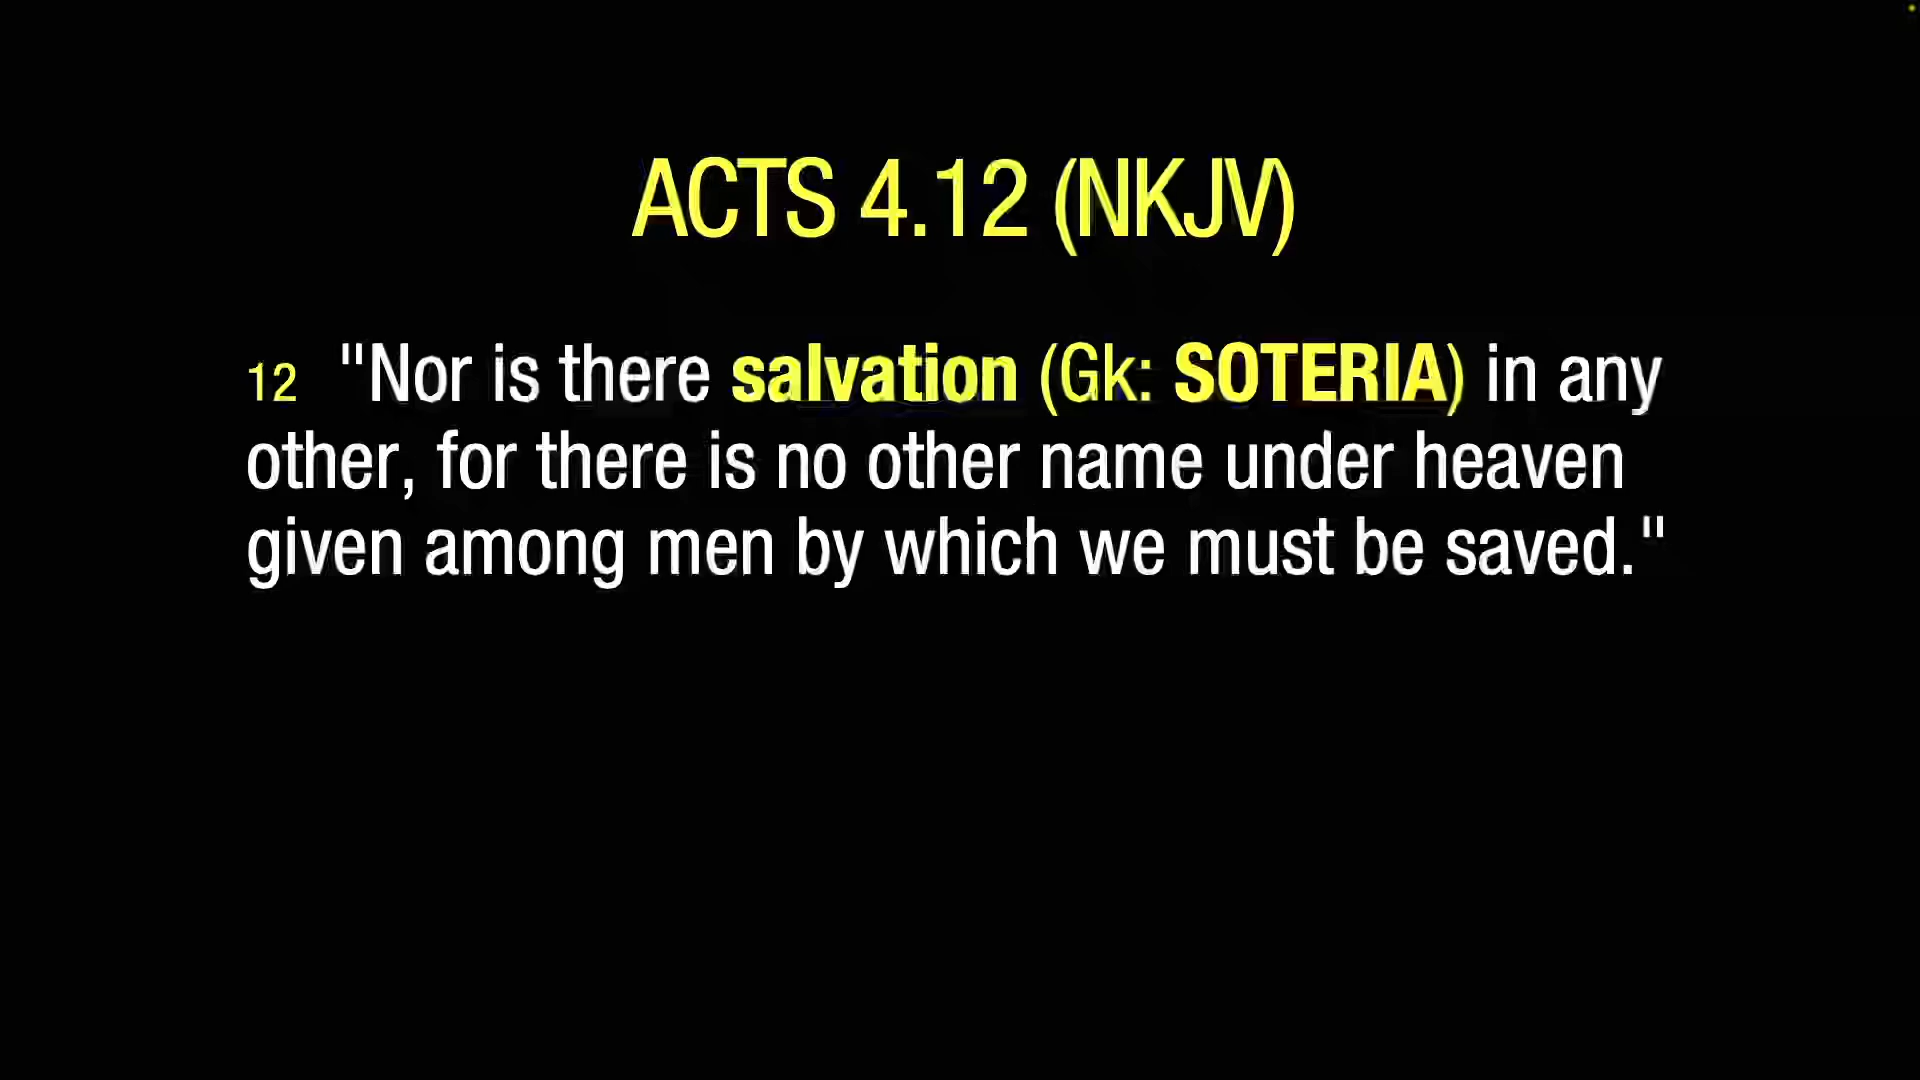 ACTS 4.12 (NKJV)
12 "Nor is there salvation (Gk: SOTERIA) in any
other, for there is no other name under heaven
given among men by which we must be saved."